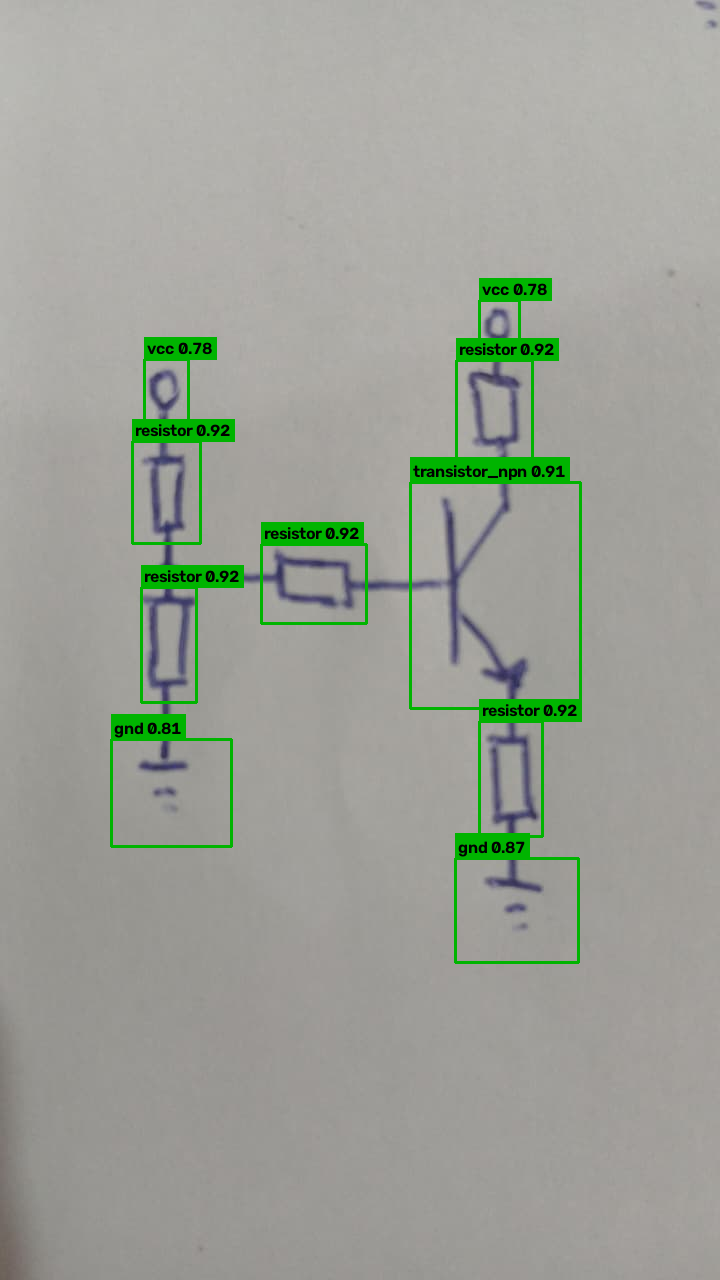 vcc 0.78
resistor 0.92
vcc 0.78
resistor 0.92
transistor_npn 0.91
resistor 0.92
resistor 0.92
resistor 0.92
gnd 0.81
gnd 0.87